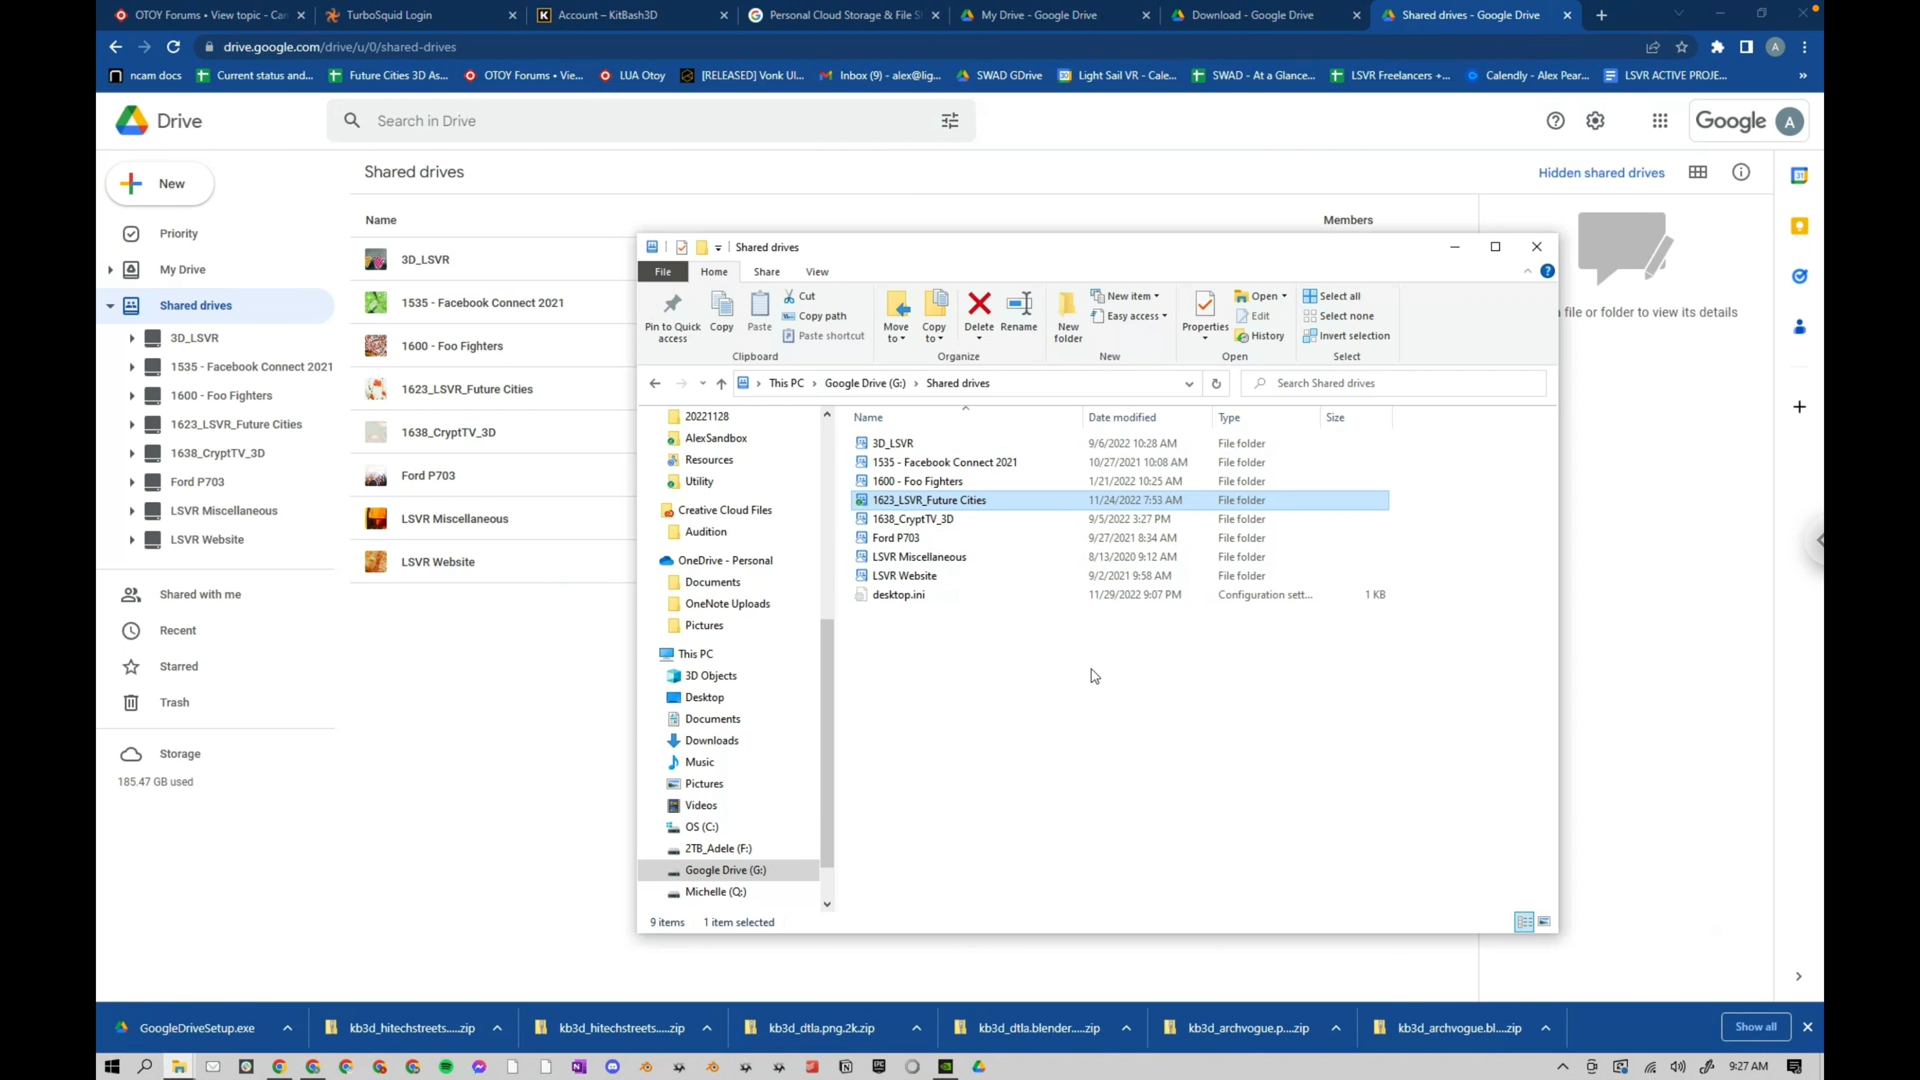 OTOY Forums • View topic - Can
TurboSquid Login
Account – KitBash3D
Personal Cloud Storage & File S
My Drive - Google Drive
Download - Google Drive
Shared drives - Google Drive
drive.google.com/drive/u/0/shared-drives
A
ncam docs
Current status and...
Future Cities 3D As...
OTOY Forums • Vie...
LUA Otoy
[RELEASED] Vonk Ul...
Inbox (9) - alex@lig...
SWAD GDrive
Light Sail VR - Cale...
SWAD - At a Glance...
LSVR Freelancers +...
Calendly - Alex Pear...
LSVR ACTIVE PROJE...
Drive
Search in Drive
Google
A
New
Shared drives
Hidden shared drives
Name
Members
Priority
My Drive
Shared drives
3D_LSVR
1535 - Facebook Connect 2021
1600 - Foo Fighters
1623_LSVR_Future Cities
1638_CryptTV_3D
Ford P703
LSVR Miscellaneous
LSVR Website
Shared with me
Recent
Starred
Trash
Storage
185.47 GB used
3D_LSVR
1535 - Facebook Connect 2021
1600 - Foo Fighters
1623_LSVR_Future Cities
1638_CryptTV_3D
Ford P703
LSVR Miscellaneous
LSVR Website
file or folder to view its details
Shared drives
File
Home
Share
View
Pin to Quick access
Copy
Paste
Cut
Copy path
Paste shortcut
Clipboard
Move to
Copy to
Delete
Rename
Organize
New folder
New item
Easy access
New
Properties
Open
Edit
History
Open
Select all
Select none
Invert selection
Select
This PC
Google Drive (G:)
Shared drives
Search Shared drives
20221128
AlexSandbox
Resources
Utility
Creative Cloud Files
Audition
OneDrive - Personal
Documents
OneNote Uploads
Pictures
This PC
3D Objects
Desktop
Documents
Downloads
Music
Pictures
Videos
OS (C:)
2TB_Adele (F:)
Google Drive (G:)
Michelle (Q:)
Name Date modified Type Size
3D_LSVR 9/6/2022 10:28 AM File folder
1535 - Facebook Connect 2021 10/27/2021 10:08 AM File folder
1600 - Foo Fighters 1/21/2022 10:25 AM File folder
1623_LSVR_Future Cities 11/24/2022 7:53 AM File folder
1638_CryptTV_3D 9/5/2022 3:27 PM File folder
Ford P703 9/27/2021 8:34 AM File folder
LSVR Miscellaneous 8/13/2020 9:12 AM File folder
LSVR Website 9/2/2021 9:58 AM File folder
desktop.ini 11/29/2022 9:07 PM Configuration sett... 1 KB
9 items 1 item selected
GoogleDriveSetup.exe
kb3d_hitechstreets.....zip
kb3d_hitechstreets.....zip
kb3d_dtla.png.2k.zip
kb3d_dtla.blender.....zip
kb3d_archvogue.p....zip
kb3d_archvogue.bl....zip
Show all
9:27 AM